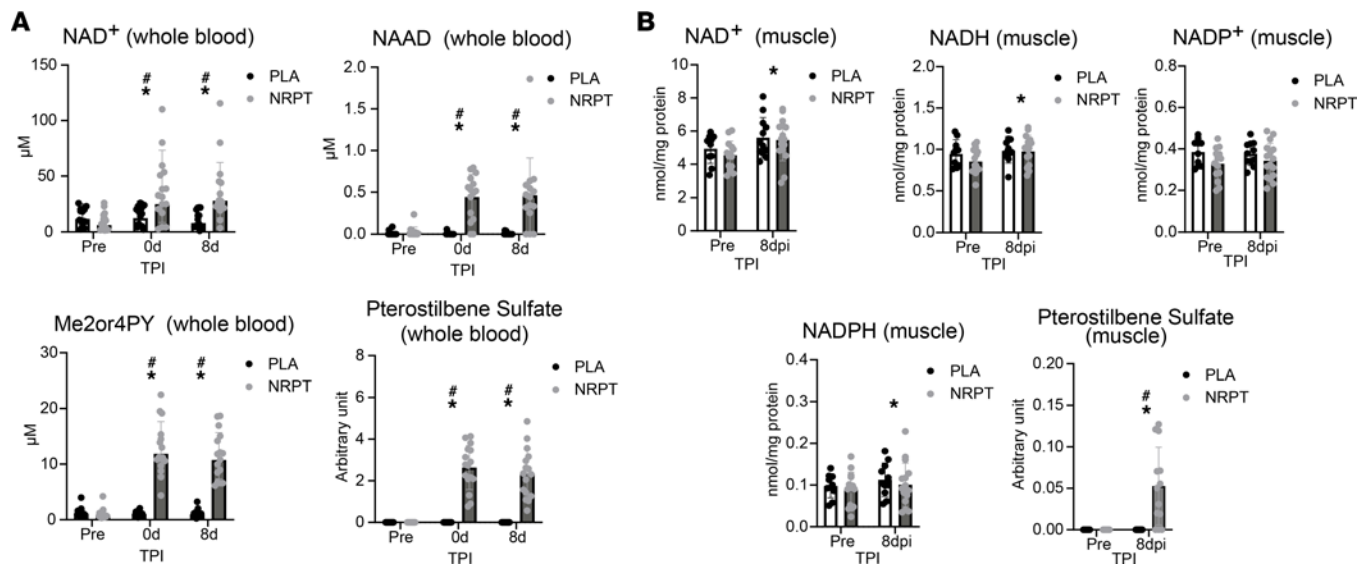 A
NAD+ (whole blood)
150
100
50
0
µM
# #
* *
PLA
NRPT
Pre 0d 8d
TPI
NAAD (whole blood)
2.0
1.5
1.0
0.5
0.0
µM
# #
* *
PLA
NRPT
Pre 0d 8d
TPI
Me2or4PY (whole blood)
30
20
10
0
µM
# #
* *
PLA
NRPT
Pre 0d 8d
TPI
Pterostilbene Sulfate
(whole blood)
8
6
4
2
0
Arbitrary unit
# #
* *
PLA
NRPT
Pre 0d 8d
TPI
B
NAD+ (muscle)
10
8
6
4
2
0
nmol/mg protein
*
PLA
NRPT
Pre 8dpi
TPI
NADH (muscle)
2.0
1.5
1.0
0.5
0.0
nmol/mg protein
*
PLA
NRPT
Pre 8dpi
TPI
NADP+ (muscle)
0.8
0.6
0.4
0.2
0.0
nmol/mg protein
PLA
NRPT
Pre 8dpi
TPI
NADPH (muscle)
0.4
0.3
0.2
0.1
0.0
nmol/mg protein
*
PLA
NRPT
Pre 8dpi
TPI
Pterostilbene Sulfate
(muscle)
0.20
0.15
0.10
0.05
0.00
Arbitrary unit
#
*
PLA
NRPT
Pre 8dpi
TPI